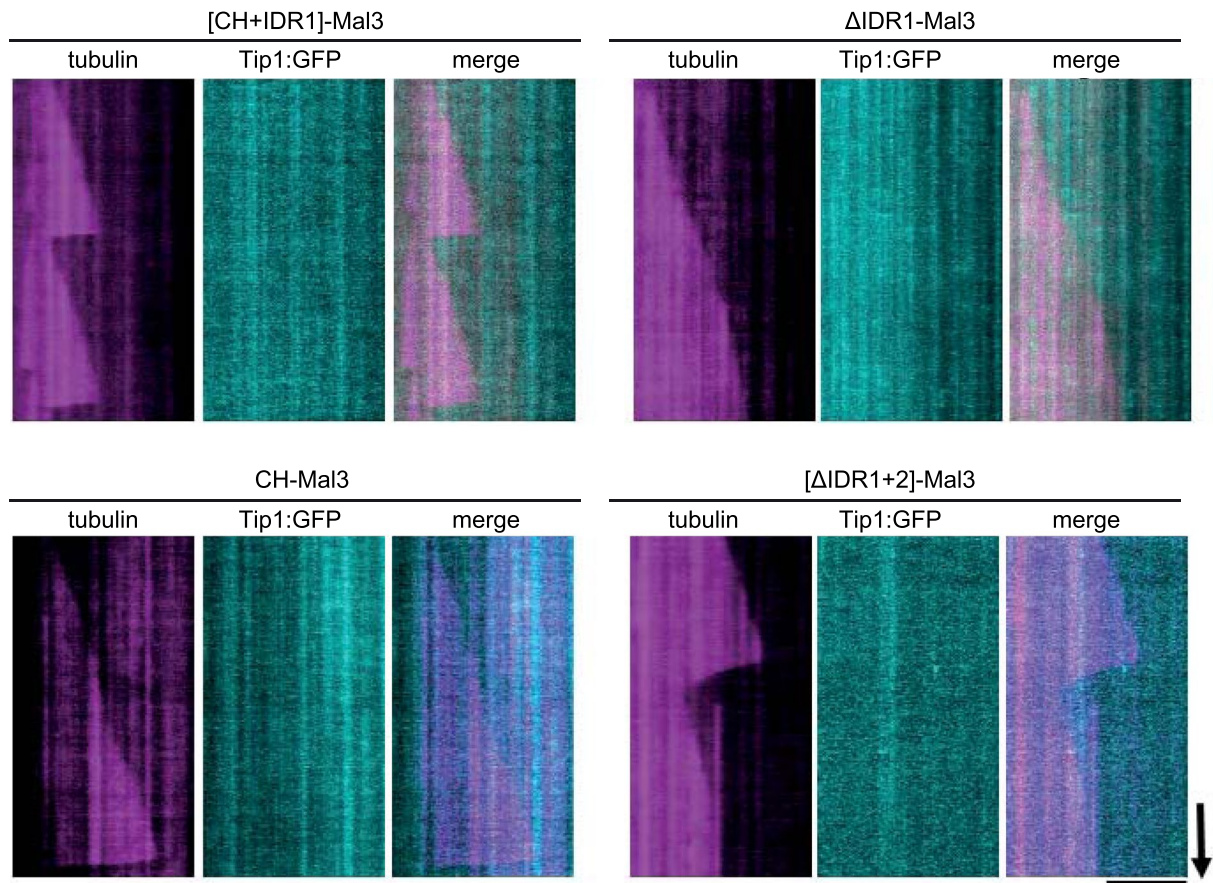 [CH+IDR1]-Mal3
ΔIDR1-Mal3
tubulin Tip1:GFP merge
tubulin Tip1:GFP merge
CH-Mal3
[ΔIDR1+2]-Mal3
tubulin Tip1:GFP merge
tubulin Tip1:GFP merge